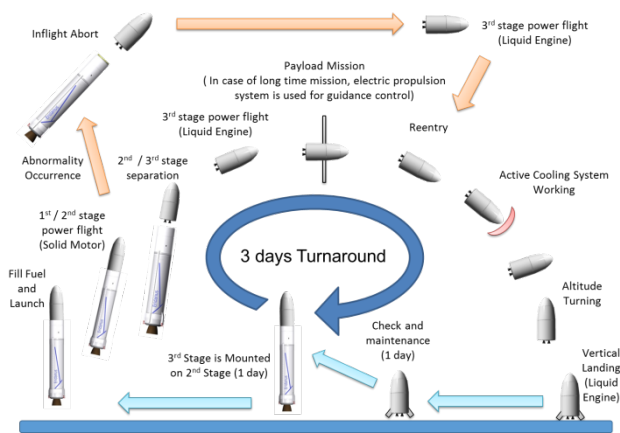 Inflight Abort
3rd stage power flight
(Liquid Engine)
Payload Mission
( In case of long time mission, electric propulsion
system is used for guidance control)
3rd stage power flight
(Liquid Engine)
Reentry
Abnormality
Occurrence
2nd / 3rd stage
separation
Active Cooling System
Working
1st / 2nd stage
power flight
(Solid Motor)
3 days Turnaround
Fill Fuel
and
Launch
Altitude
Turning
Check and
maintenance
(1 day)
3rd Stage is Mounted
on 2nd Stage (1 day)
Vertical
Landing
(Liquid
Engine)